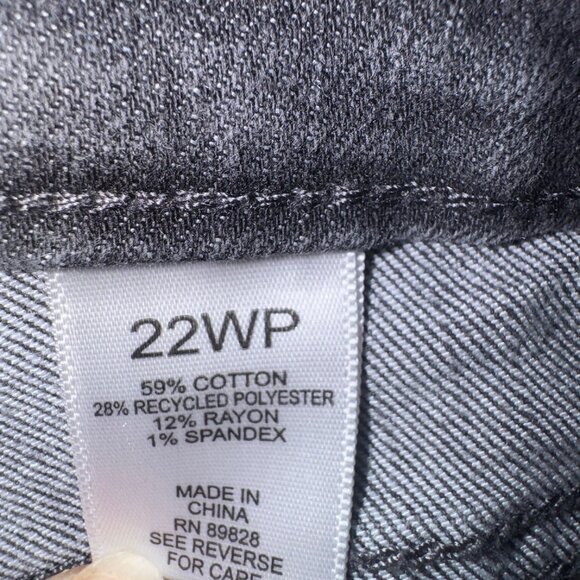 22WP
59% COTTON
28% RECYCLED POLYESTER
12% RAYON
1% SPANDEX
MADE IN
CHINA
RN 89828
SEE REVERSE
FOR CARE